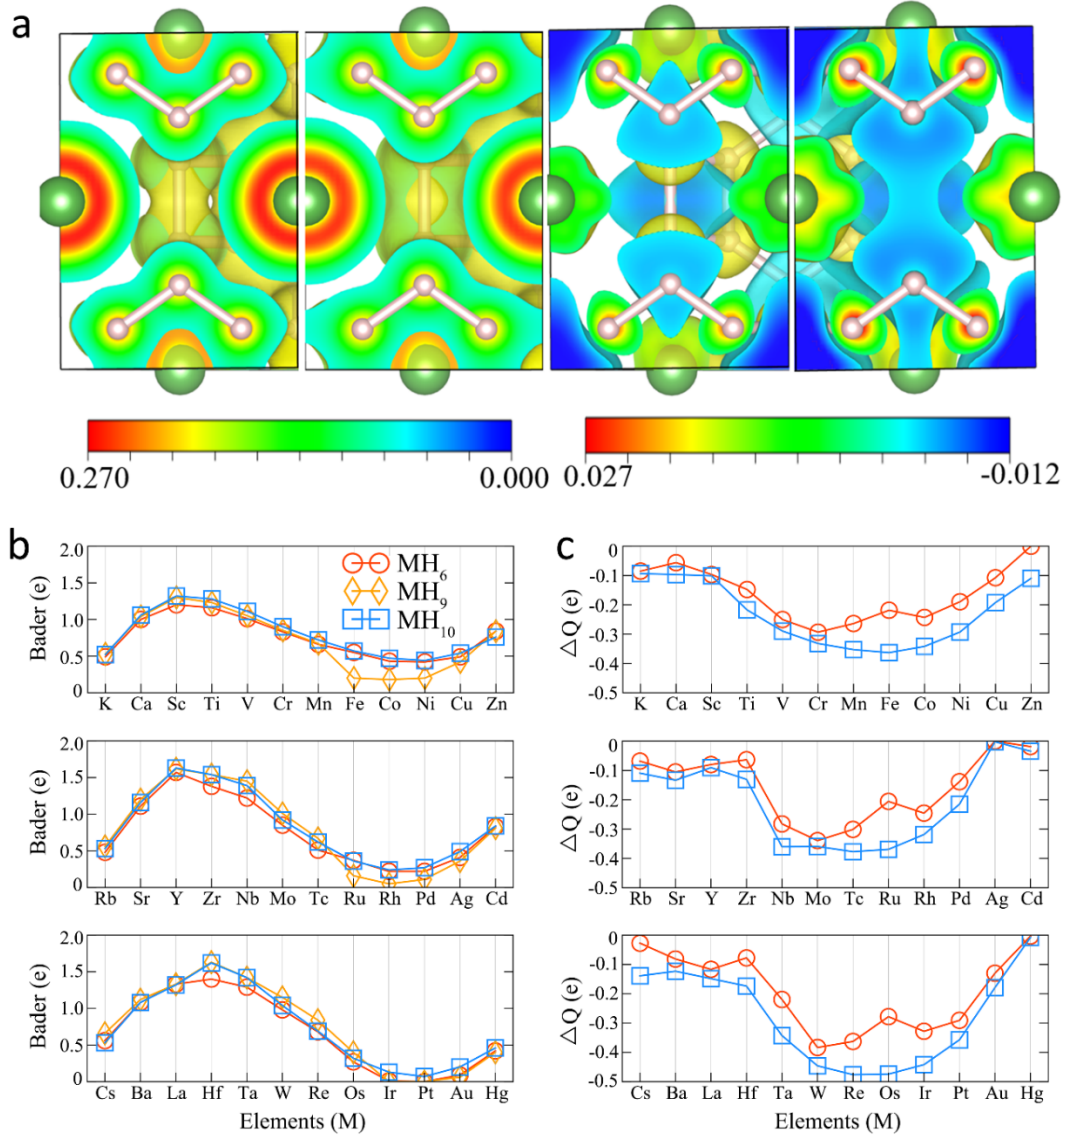 a
0.270
0.000
0.027
-0.012
b
Bader (e)
2.0
1.5
1.0
0.5
0
MH6
MH9
MH10
K Ca Sc Ti V Cr Mn Fe Co Ni Cu Zn
Bader (e)
2.0
1.5
1.0
0.5
0
Rb Sr Y Zr Nb Mo Tc Ru Rh Pd Ag Cd
Bader (e)
2.0
1.5
1.0
0.5
0
Cs Ba La Hf Ta W Re Os Ir Pt Au Hg
Elements (M)
c
△Q (e)
0
-0.1
-0.2
-0.3
-0.4
-0.5
K Ca Sc Ti V Cr Mn Fe Co Ni Cu Zn
△Q (e)
0
-0.1
-0.2
-0.3
-0.4
-0.5
Rb Sr Y Zr Nb Mo Tc Ru Rh Pd Ag Cd
△Q (e)
0
-0.1
-0.2
-0.3
-0.4
-0.5
Cs Ba La Hf Ta W Re Os Ir Pt Au Hg
Elements (M)